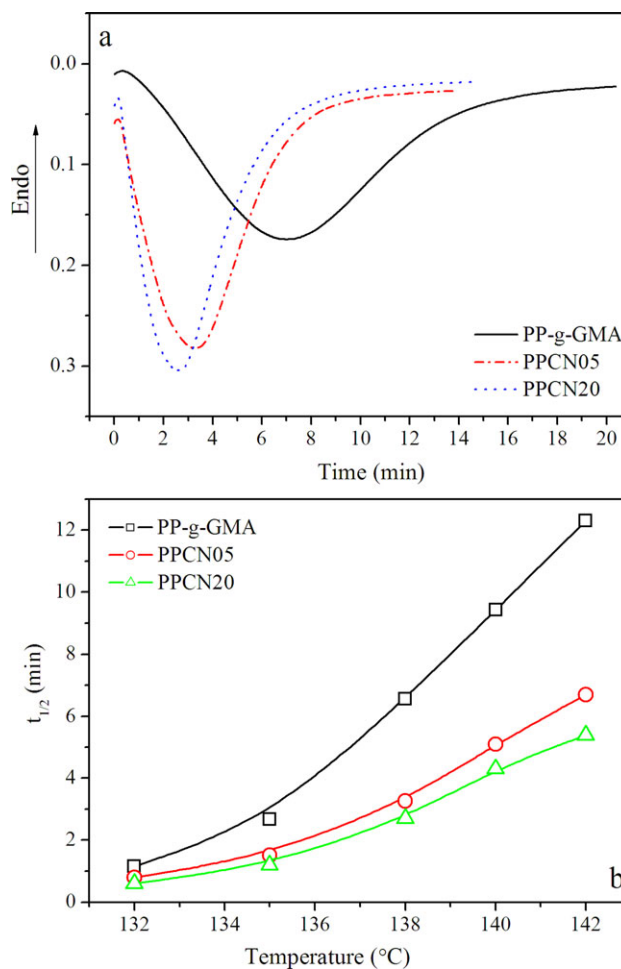 a
0.0
0.1
0.2
0.3
Endo
PP-g-GMA
PPCN05
PPCN20
0 2 4 6 8 10 12 14 16 18 20
Time (min)
12
10
8
6
4
2
0
t1/2 (min)
PP-g-GMA
PPCN05
PPCN20
b
132 134 136 138 140 142
Temperature (°C)